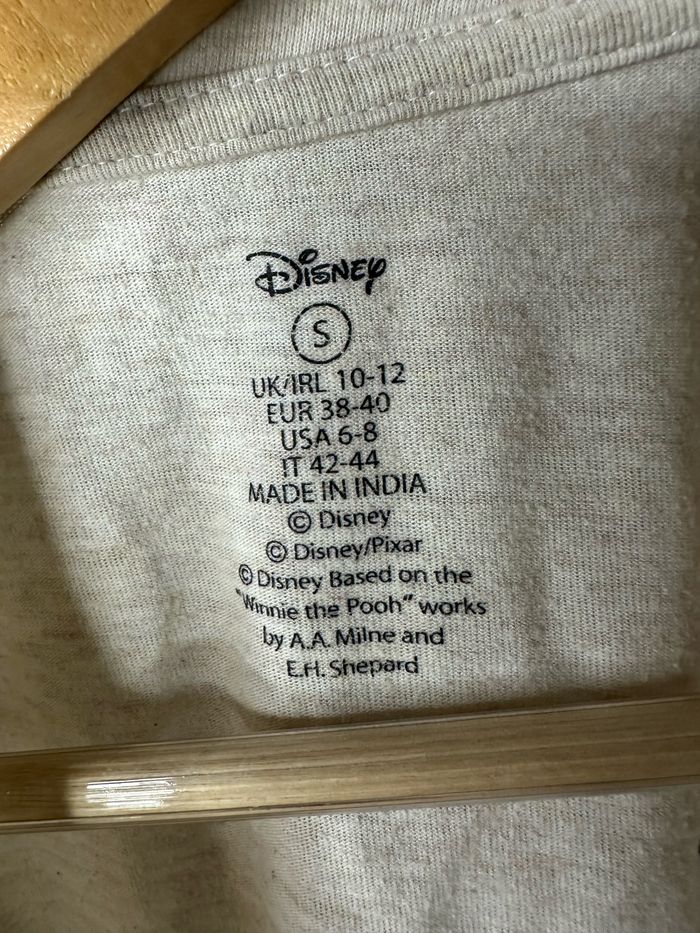 Disney
S
UK/IRL 10-12
EUR 38-40
USA 6-8
IT 42-44
MADE IN INDIA
© Disney
© Disney/Pixar
© Disney Based on the
"Winnie the Pooh" works
by A.A. Milne and
E.H. Shepard